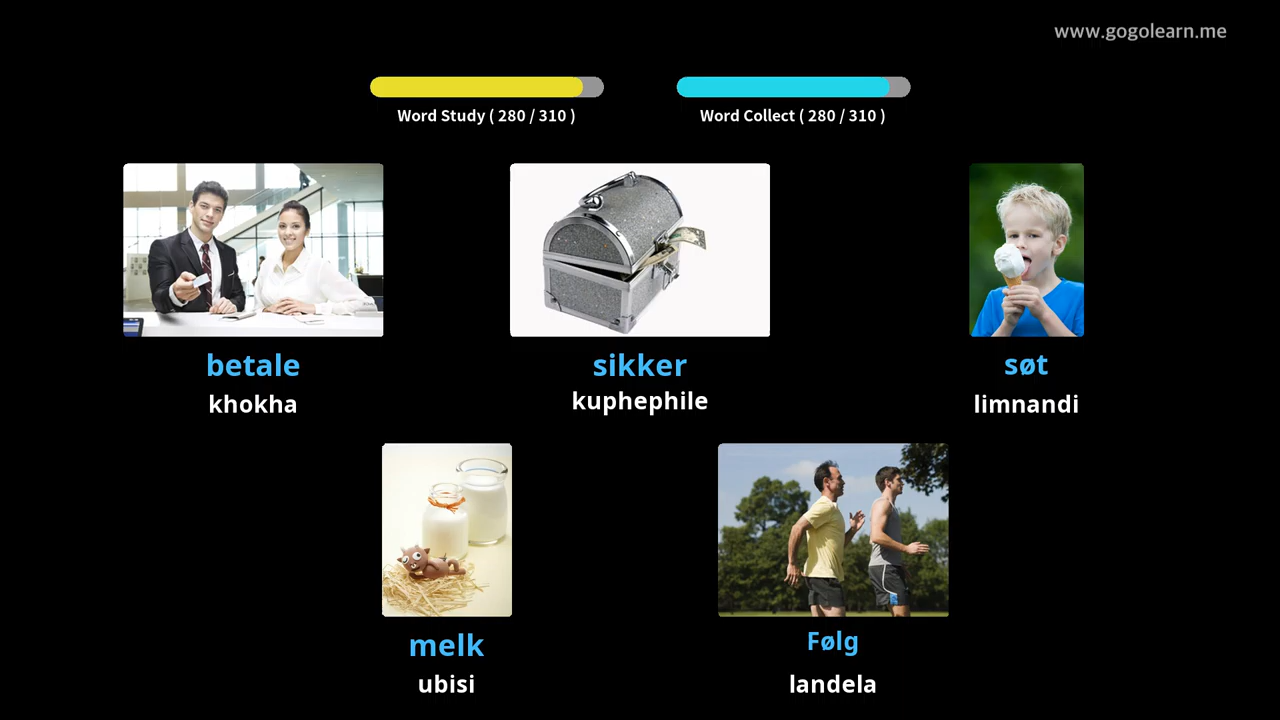 www.gogolearn.me
Word Study ( 280 / 310 )
Word Collect ( 280 / 310 )
betale
khokha
sikker
kuphephile
søt
limnandi
melk
ubisi
Følg
landela